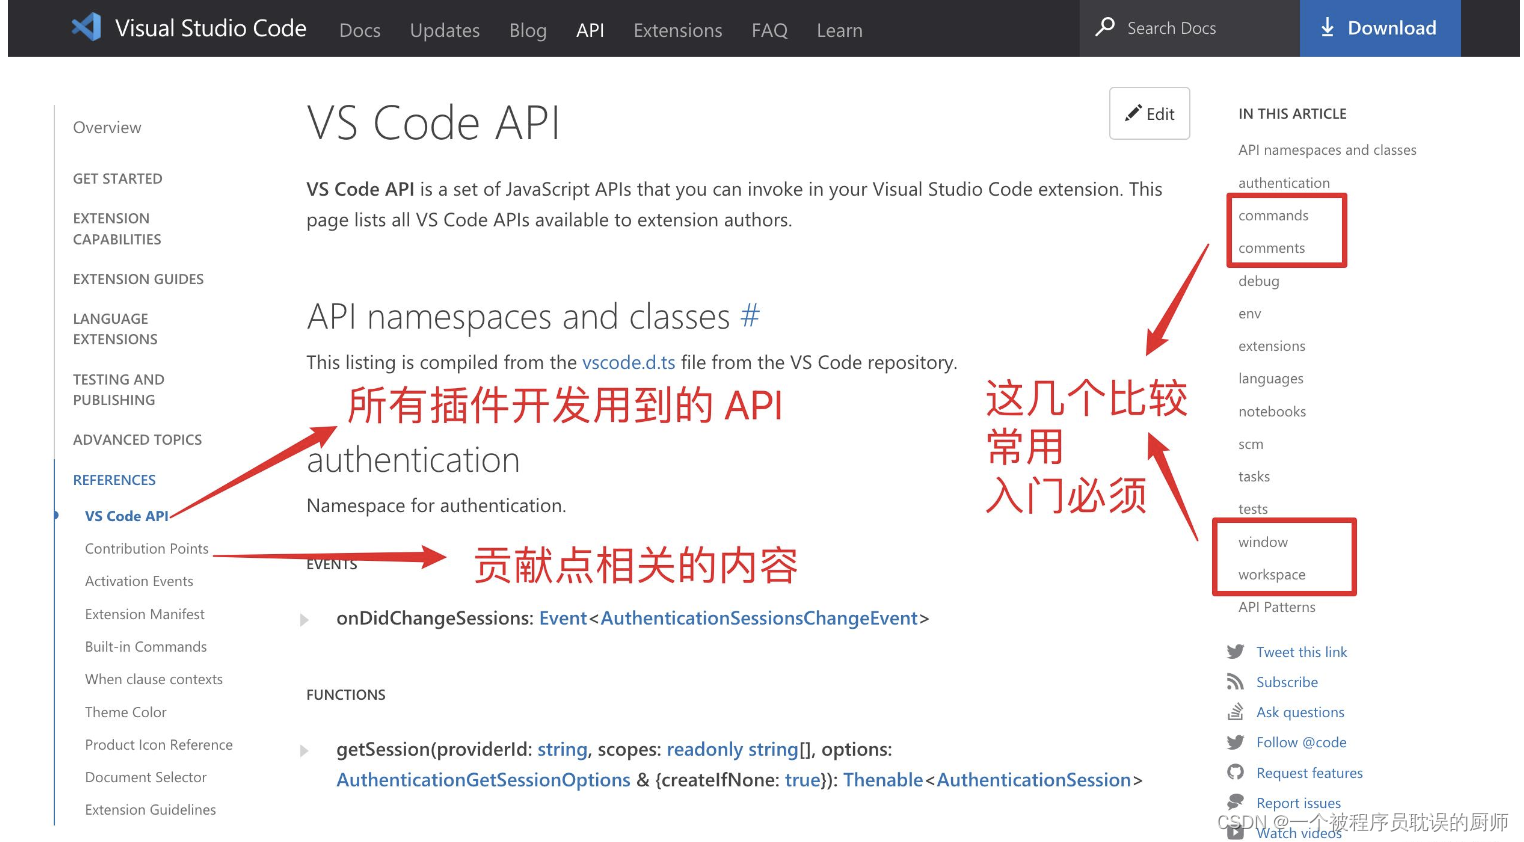 Visual Studio Code
Docs
Updates
Blog
API
Extensions
FAQ
Learn
Search Docs
Download
Overview
GET STARTED
EXTENSION
CAPABILITIES
EXTENSION GUIDES
LANGUAGE
EXTENSIONS
TESTING AND
PUBLISHING
ADVANCED TOPICS
REFERENCES
VS Code API
Contribution Points
Activation Events
Extension Manifest
Built-in Commands
When clause contexts
Theme Color
Product Icon Reference
Document Selector
Extension Guidelines
VS Code API
Edit
VS Code API is a set of JavaScript APIs that you can invoke in your Visual Studio Code extension. This
page lists all VS Code APIs available to extension authors.
API namespaces and classes #
This listing is compiled from the vscode.d.ts file from the VS Code repository.
所有插件开发用到的 API
authentication
Namespace for authentication.
EVENTS
贡献点相关的内容
onDidChangeSessions: Event<AuthenticationSessionsChangeEvent>
FUNCTIONS
getSession(providerId: string, scopes: readonly string[], options:
AuthenticationGetSessionOptions & {createIfNone: true}): Thenable<AuthenticationSession>
这几个比较
常用
入门必须
IN THIS ARTICLE
API namespaces and classes
authentication
commands
comments
debug
env
extensions
languages
notebooks
scm
tasks
tests
window
workspace
API Patterns
Tweet this link
Subscribe
Ask questions
Follow @code
Request features
Report issues
Watch videos
CSDN @一个被程序员耽误的厨师